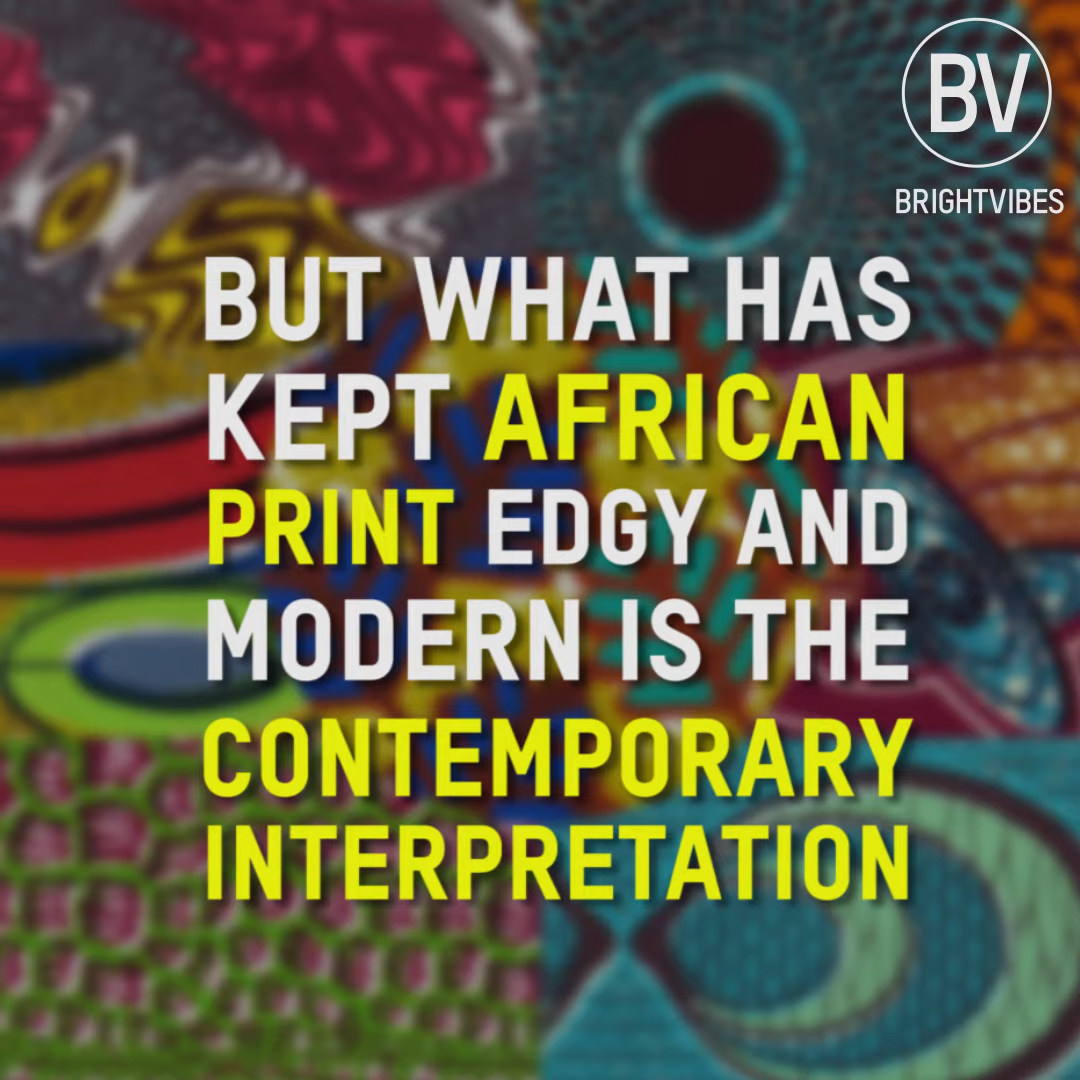 BV
BRIGHTVIBES
BUT WHAT HAS
KEPT AFRICAN
PRINT EDGY AND
MODERN IS THE
CONTEMPORARY
INTERPRETATION